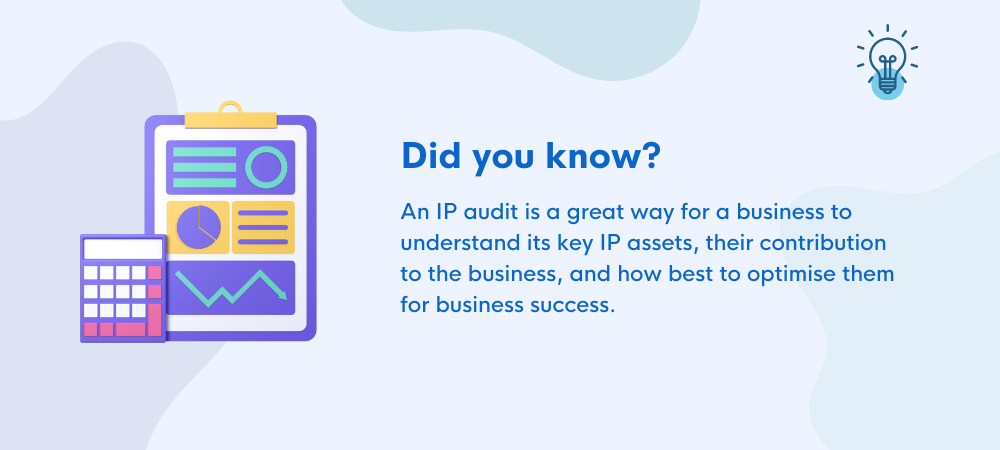 Did you know?
An IP audit is a great way for a business to
understand its key IP assets, their contribution
to the business, and how best to optimise them
for business success.